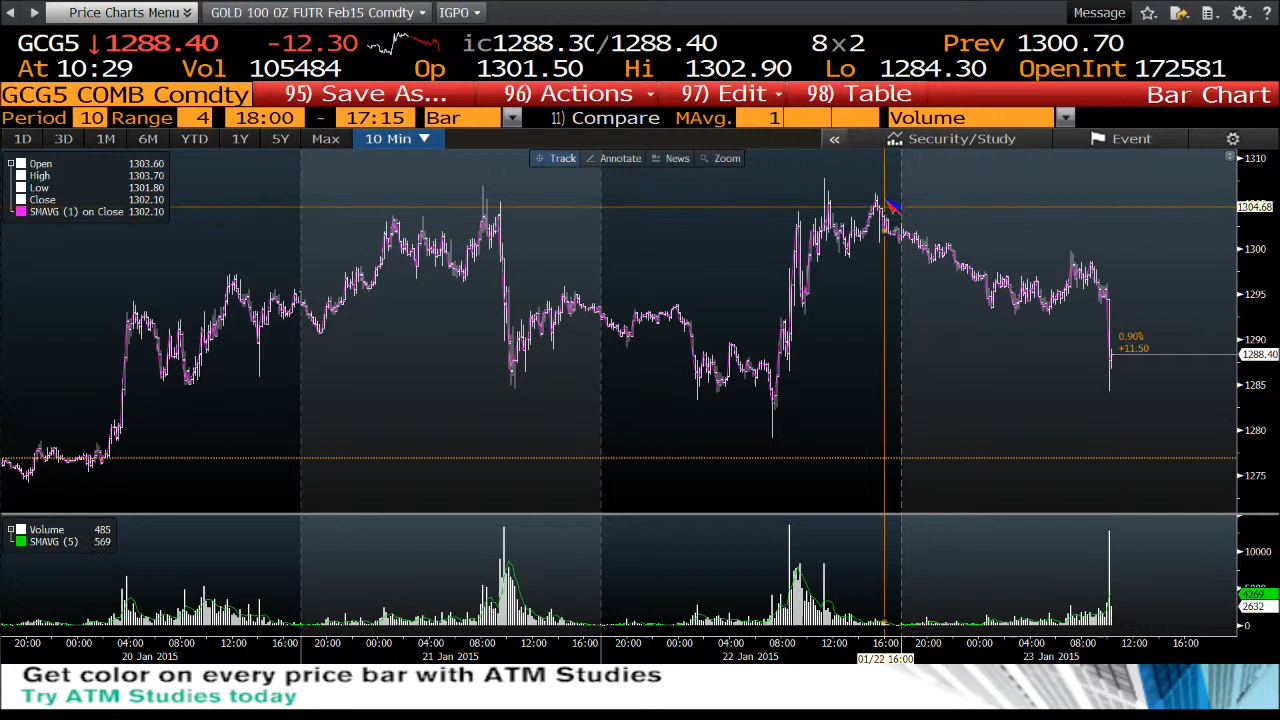 Price Charts Menu GOLD 100 OZ FUTR Feb15 Comdty IGPO Message ?
GCG5 ↓1288.40 -12.30 ic1288.30/1288.40 8x2 Prev 1300.70
At 10:29 Vol 105484 Op 1301.50 Hi 1302.90 Lo 1284.30 OpenInt 172581
GCG5 COMB Comdty 95) Save As... 96) Actions 97) Edit 98) Table Bar Chart
Period 10 Range 4 18:00 - 17:15 Bar 11) Compare MAvg. 1 Volume
1D 3D 1M 6M YTD 1Y 5Y Max 10 Min ▼ « Security/Study Event
Track Annotate News Zoom
Open 1303.60
High 1303.70
Low 1301.80
Close 1302.10
SMAVG (1) on Close 1302.10
1310
1304.68
1300
1295
1290
0.90%
+11.50
1288.40
1285
1280
1275
Volume 485
SMAVG (5) 569
10000
4269
2632
0
20:00 00:00 04:00 08:00 12:00 16:00 20:00 00:00 04:00 08:00 12:00 16:00 20:00 00:00 04:00 08:00 12:00 16:00 20:00 00:00 04:00 08:00 12:00 16:00
20 Jan 2015 21 Jan 2015 22 Jan 2015 01/22 16:00 23 Jan 2015
Get color on every price bar with ATM Studies
Try ATM Studies today